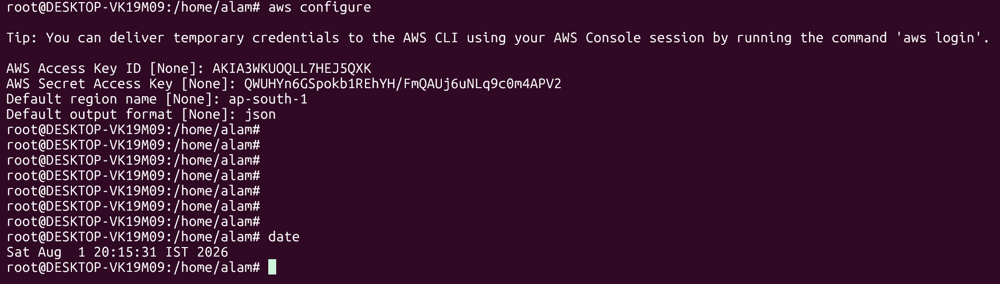 root@DESKTOP-VK19M09:/home/alam# aws configure
Tip: You can deliver temporary credentials to the AWS CLI using your AWS Console session by running the command 'aws login'.
AWS Access Key ID [None]: AKIA3WKUOQLL7HEJ5QXK
AWS Secret Access Key [None]: QWUHYn6GSpokb1REhYH/FmQAUj6uNLq9c0m4APV2
Default region name [None]: ap-south-1
Default output format [None]: json
root@DESKTOP-VK19M09:/home/alam#
root@DESKTOP-VK19M09:/home/alam#
root@DESKTOP-VK19M09:/home/alam#
root@DESKTOP-VK19M09:/home/alam#
root@DESKTOP-VK19M09:/home/alam#
root@DESKTOP-VK19M09:/home/alam#
root@DESKTOP-VK19M09:/home/alam#
root@DESKTOP-VK19M09:/home/alam# date
Sat Aug  1 20:15:31 IST 2026
root@DESKTOP-VK19M09:/home/alam#